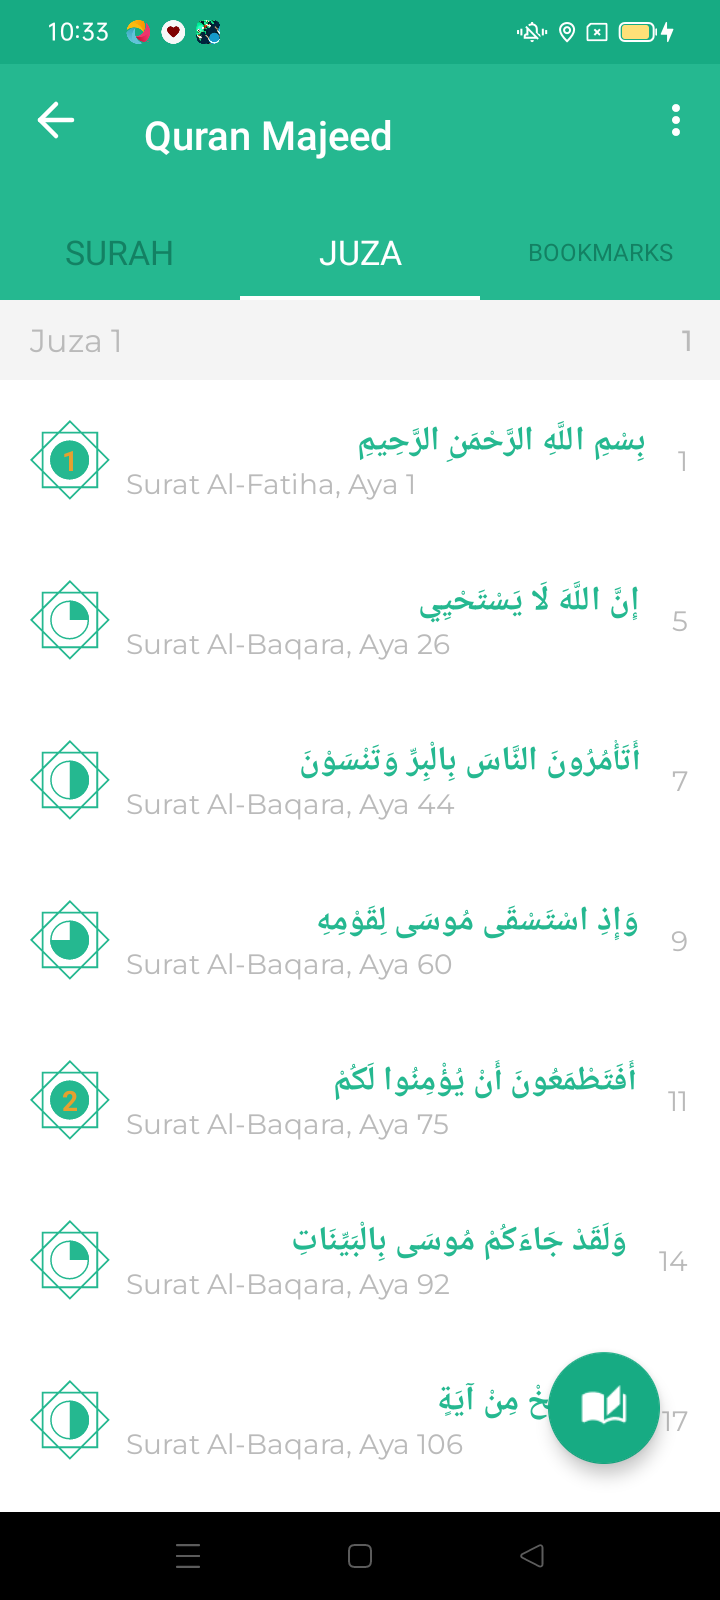 10:33
Quran Majeed
SURAH
JUZA
BOOKMARKS
Juza 1
1
1
بِسْمِ اللَّهِ الرَّحْمَنِ الرَّحِيمِ
1
Surat Al-Fatiha, Aya 1
إِنَّ اللَّهَ لَا يَسْتَحْيِي
5
Surat Al-Baqara, Aya 26
أَتَأْمُرُونَ النَّاسَ بِالْبِرِّ وَتَنْسَوْنَ
7
Surat Al-Baqara, Aya 44
وَإِذِ اسْتَسْقَى مُوسَى لِقَوْمِهِ
9
Surat Al-Baqara, Aya 60
2
أَفَتَطْمَعُونَ أَنْ يُؤْمِنُوا لَكُمْ
11
Surat Al-Baqara, Aya 75
وَلَقَدْ جَاءَكُمْ مُوسَى بِالْبَيِّنَاتِ
14
Surat Al-Baqara, Aya 92
مِنْ آيَةٍ
17
Surat Al-Baqara, Aya 106